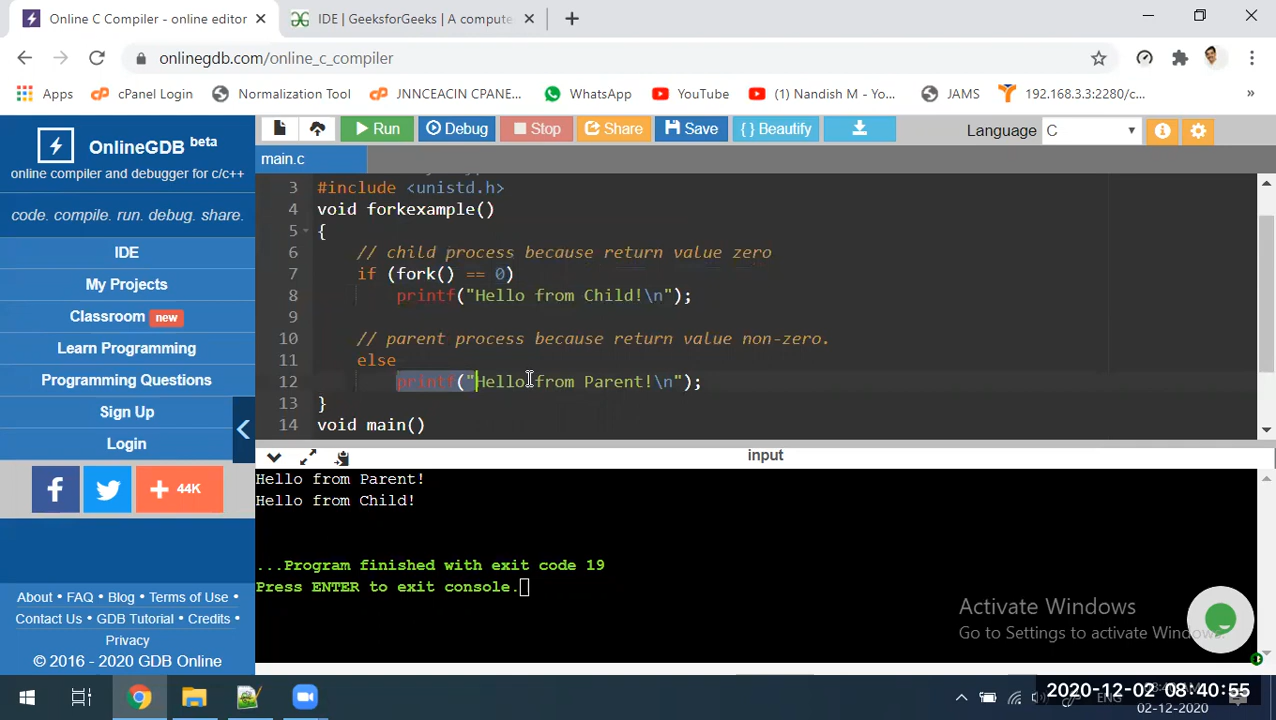 Online C Compiler - online editor
IDE | GeeksforGeeks | A compute
onlinegdb.com/online_c_compiler
Apps cPanel Login Normalization Tool JNNCEACIN CPANE... WhatsApp YouTube (1) Nandish M - Yo... JAMS 192.168.3.3:2280/c... »
OnlineGDB beta
online compiler and debugger for c/c++
code. compile. run. debug. share.
IDE
My Projects
Classroom new
Learn Programming
Programming Questions
Sign Up
Login
f + 44K
About • FAQ • Blog • Terms of Use •
Contact Us • GDB Tutorial • Credits •
Privacy
© 2016 - 2020 GDB Online
Run Debug Stop Share Save { } Beautify Language C
main.c
3 #include <unistd.h>
4 void forkexample()
5 {
6 // child process because return value zero
7 if (fork() == 0)
8 printf("Hello from Child!\n");
9
10 // parent process because return value non-zero.
11 else
12 printf("Hello from Parent!\n");
13 }
14 void main()
input
Hello from Parent!
Hello from Child!
...Program finished with exit code 19
Press ENTER to exit console.
Activate Windows
Go to Settings to activate Windows.
ENG
2020-12-02 08:40:55
02-12-2020